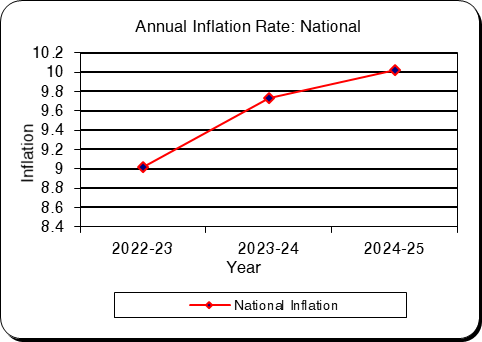 Annual Inflation Rate: National
10.2
10
9.8
9.6
9.4
9.2
9
8.8
8.6
8.4
Inflation
2022-23 2023-24 2024-25
Year
National Inflation